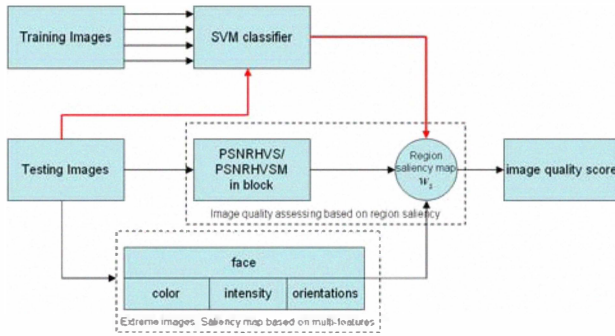 Training Images
SVM classifier
Testing Images
PSNRHVS/
PSNRHVSM
in block
Region
saliency map
w_s
image quality score
Image quality assessing based on region saliency
face
color
intensity
orientations
Extreme images. Saliency map based on multi-features